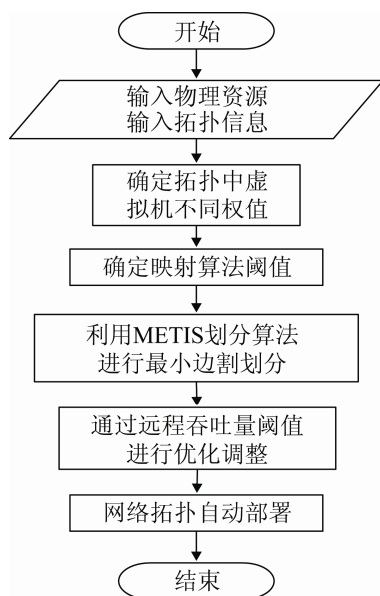 开始
输入物理资源
输入拓扑信息
确定拓扑中虚
拟机不同权值
确定映射算法阈值
利用METIS划分算法
进行最小边割划分
通过远程吞吐量阈值
进行优化调整
网络拓扑自动部署
结束